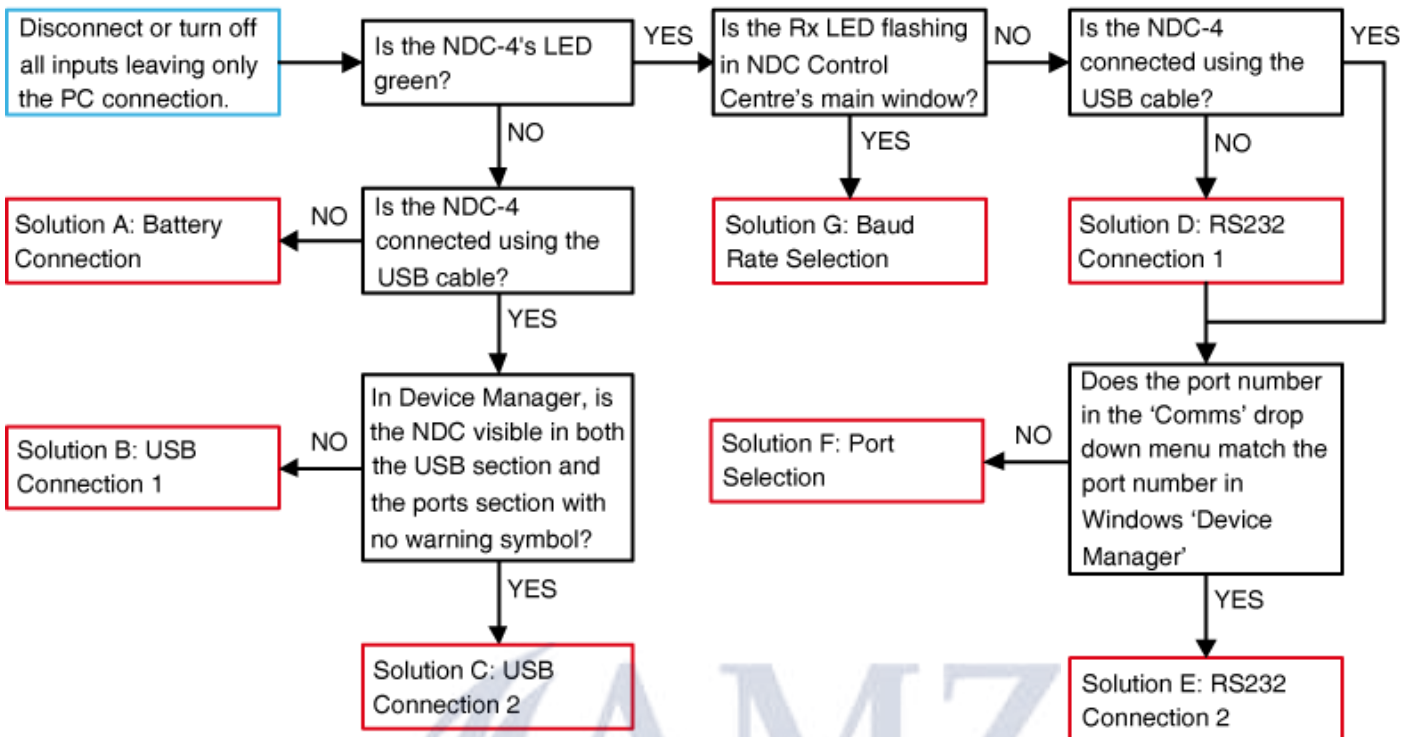 Disconnect or turn off
all inputs leaving only
the PC connection.
Is the NDC-4's LED
green?
YES
Is the Rx LED flashing
in NDC Control
Centre's main window?
NO
Is the NDC-4
connected using the
USB cable?
YES
NO
YES
NO
Solution A: Battery
Connection
NO
Is the NDC-4
connected using the
USB cable?
Solution G: Baud
Rate Selection
Solution D: RS232
Connection 1
YES
Solution B: USB
Connection 1
NO
In Device Manager, is
the NDC visible in both
the USB section and
the ports section with
no warning symbol?
Solution F: Port
Selection
NO
Does the port number
in the ‘Comms’ drop
down menu match the
port number in
Windows ‘Device
Manager’
YES
YES
Solution C: USB
Connection 2
Solution E: RS232
Connection 2
AMZ